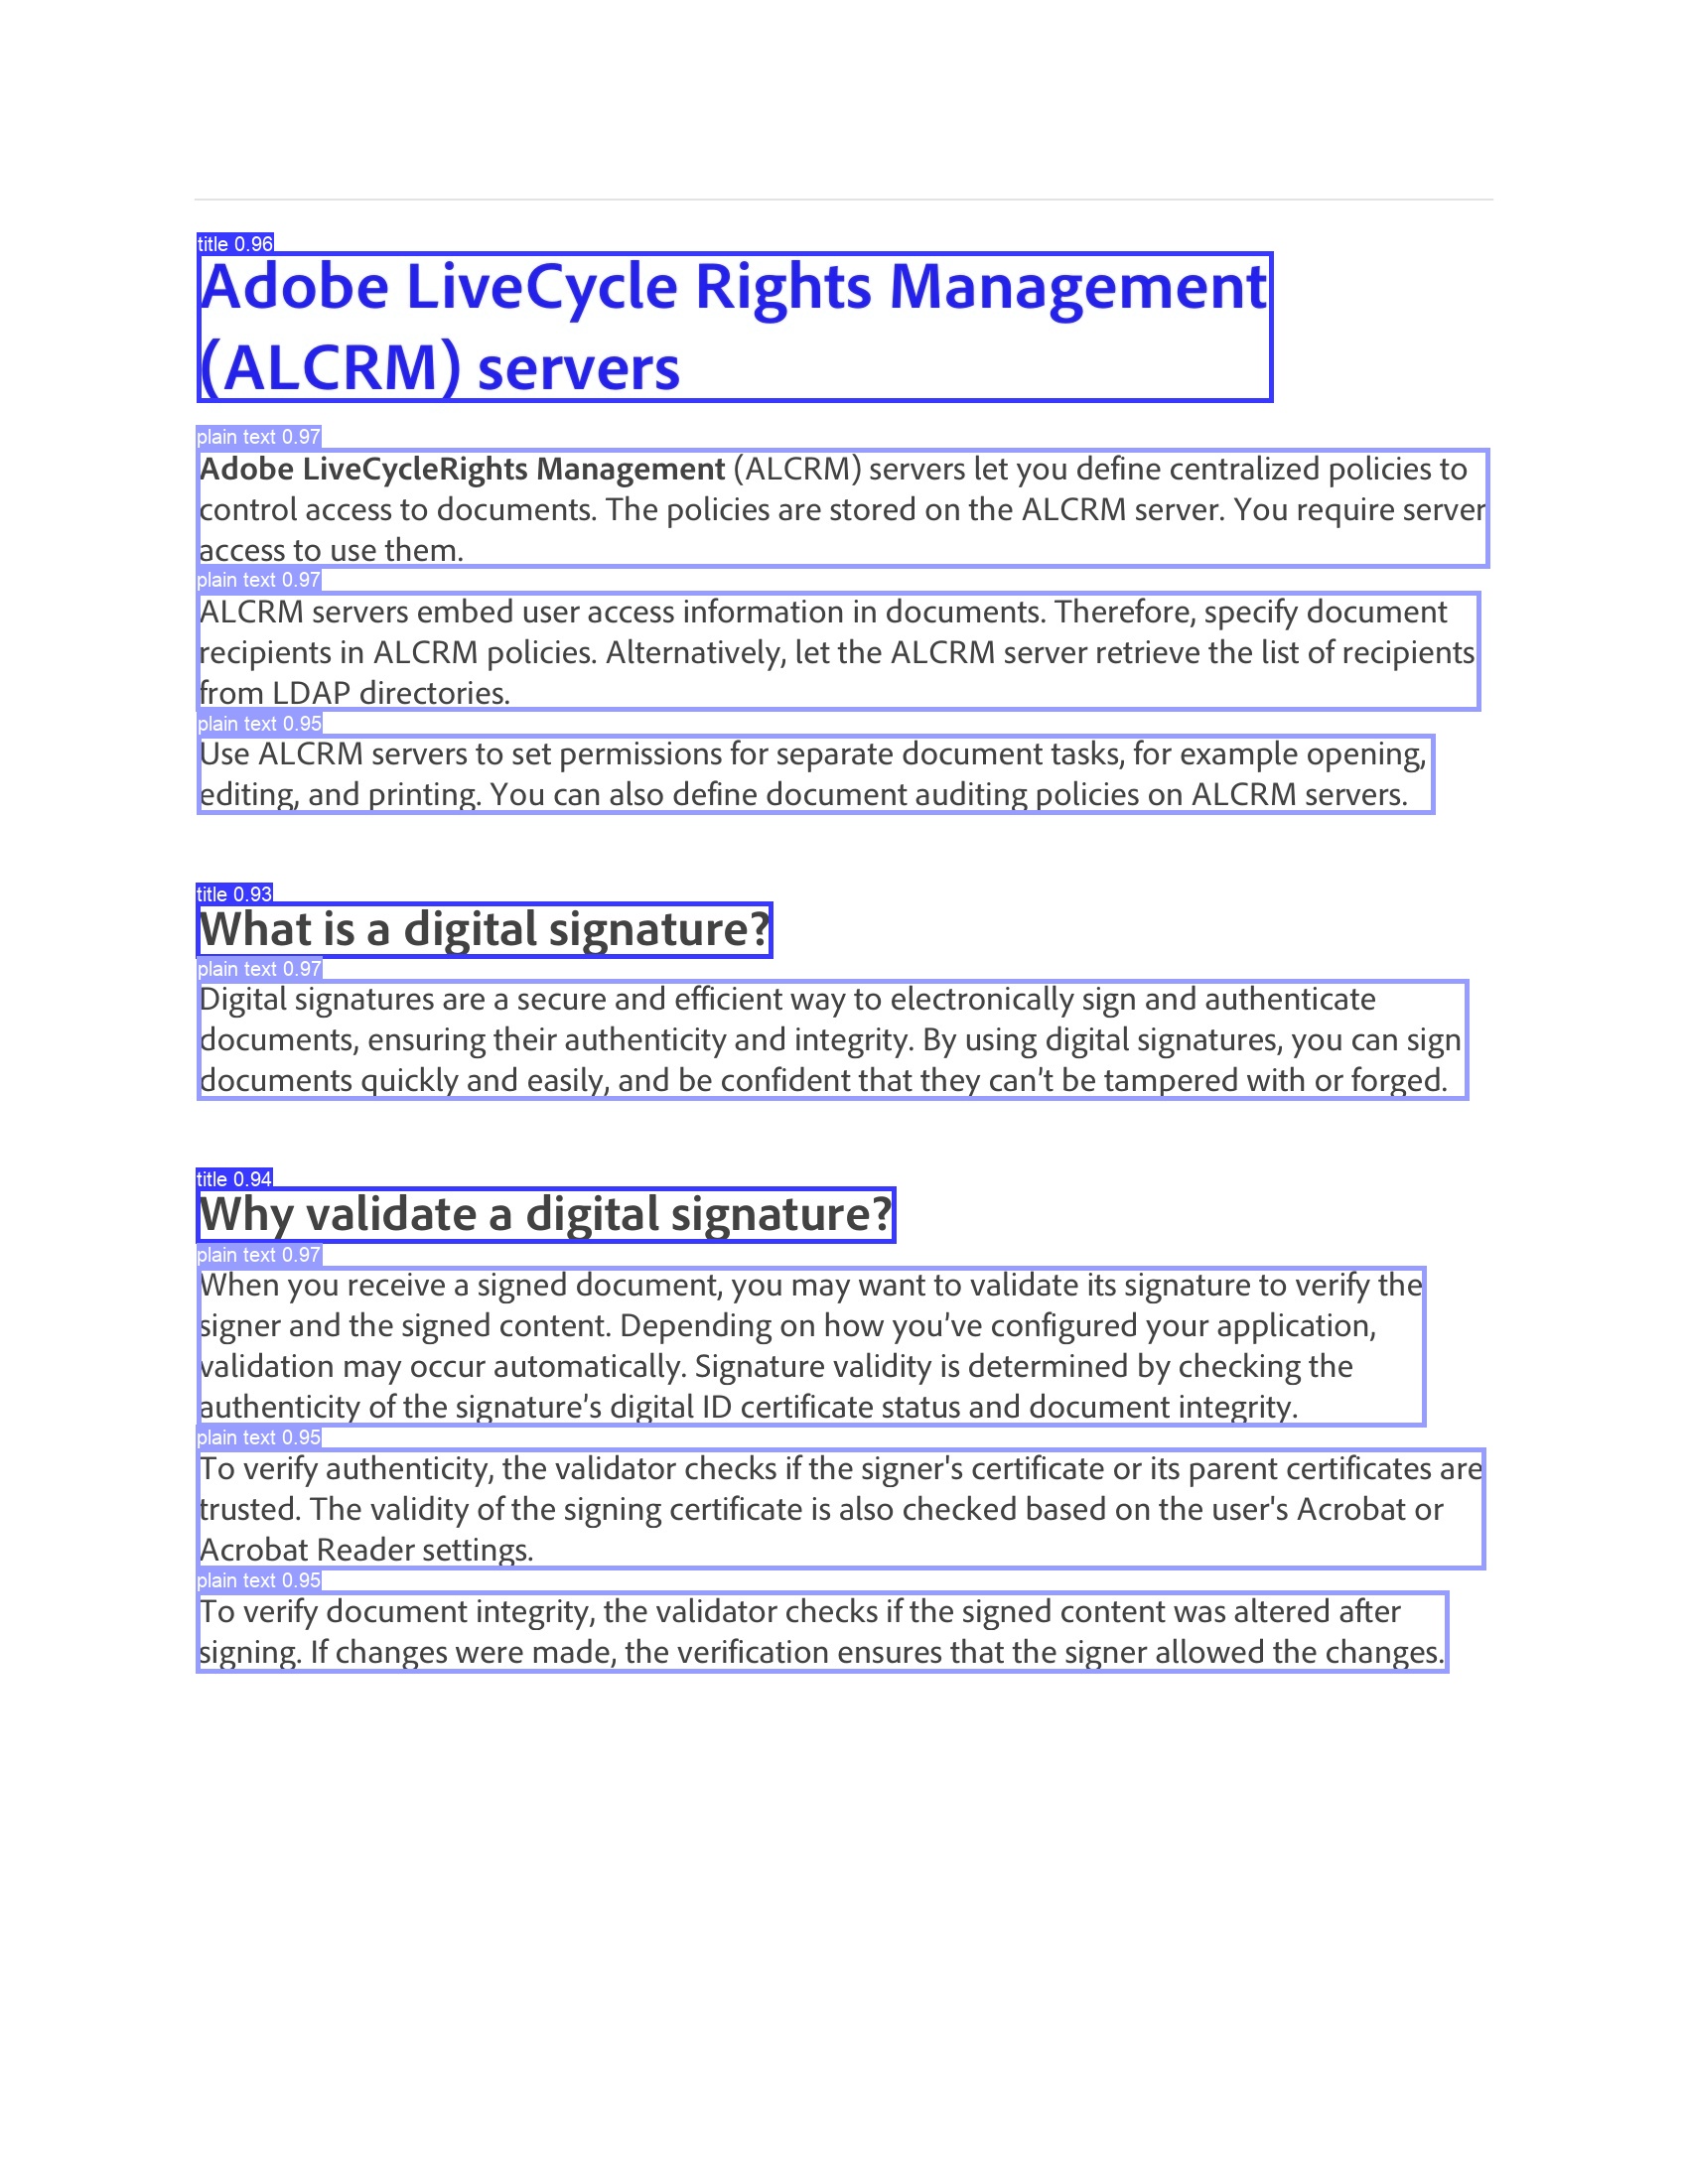 title 0.96
Adobe LiveCycle Rights Management
(ALCRM) servers
plain text 0.97
Adobe LiveCycleRights Management (ALCRM) servers let you define centralized policies to
control access to documents. The policies are stored on the ALCRM server. You require server
access to use them.
plain text 0.97
ALCRM servers embed user access information in documents. Therefore, specify document
recipients in ALCRM policies. Alternatively, let the ALCRM server retrieve the list of recipients
from LDAP directories.
plain text 0.95
Use ALCRM servers to set permissions for separate document tasks, for example opening,
editing, and printing. You can also define document auditing policies on ALCRM servers.
title 0.93
What is a digital signature?
plain text 0.97
Digital signatures are a secure and efficient way to electronically sign and authenticate
documents, ensuring their authenticity and integrity. By using digital signatures, you can sign
documents quickly and easily, and be confident that they can't be tampered with or forged.
title 0.94
Why validate a digital signature?
plain text 0.97
When you receive a signed document, you may want to validate its signature to verify the
signer and the signed content. Depending on how you've configured your application,
validation may occur automatically. Signature validity is determined by checking the
authenticity of the signature's digital ID certificate status and document integrity.
plain text 0.95
To verify authenticity, the validator checks if the signer's certificate or its parent certificates are
trusted. The validity of the signing certificate is also checked based on the user's Acrobat or
Acrobat Reader settings.
plain text 0.95
To verify document integrity, the validator checks if the signed content was altered after
signing. If changes were made, the verification ensures that the signer allowed the changes.